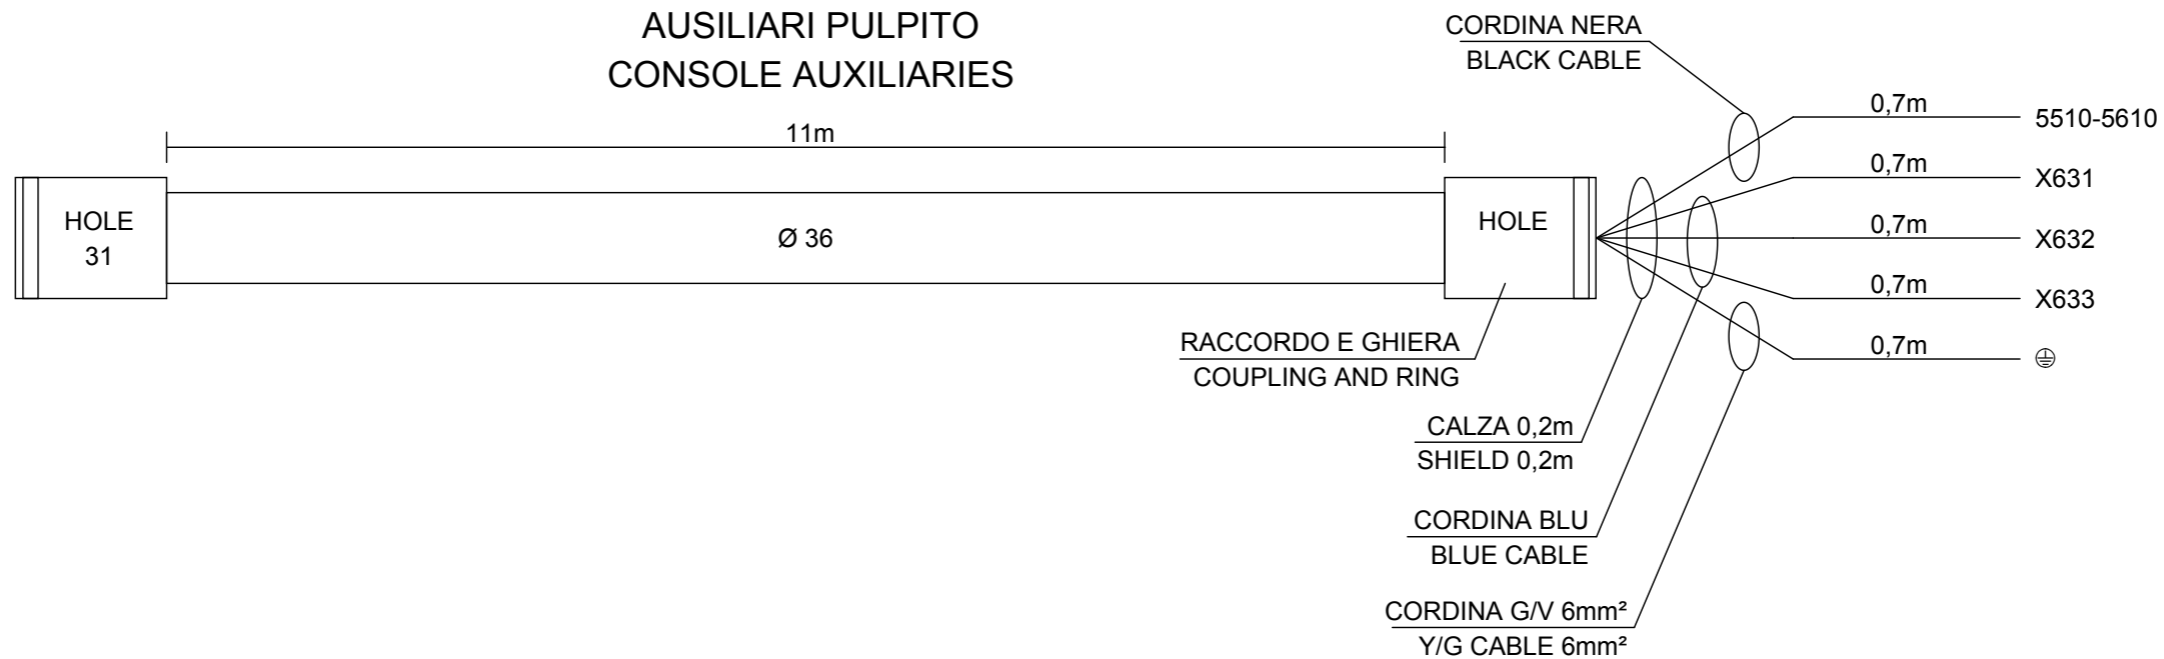 AUSILIARI PULPITO
CONSOLE AUXILIARIES
CORDINA NERA
BLACK CABLE
11m
0,7m
5510-5610
0,7m
X631
HOLE
31
Ø 36
HOLE
0,7m
X632
0,7m
X633
RACCORDO E GHIERA
COUPLING AND RING
0,7m
CALZA 0,2m
SHIELD 0,2m
CORDINA BLU
BLUE CABLE
CORDINA G/V 6mm²
Y/G CABLE 6mm²